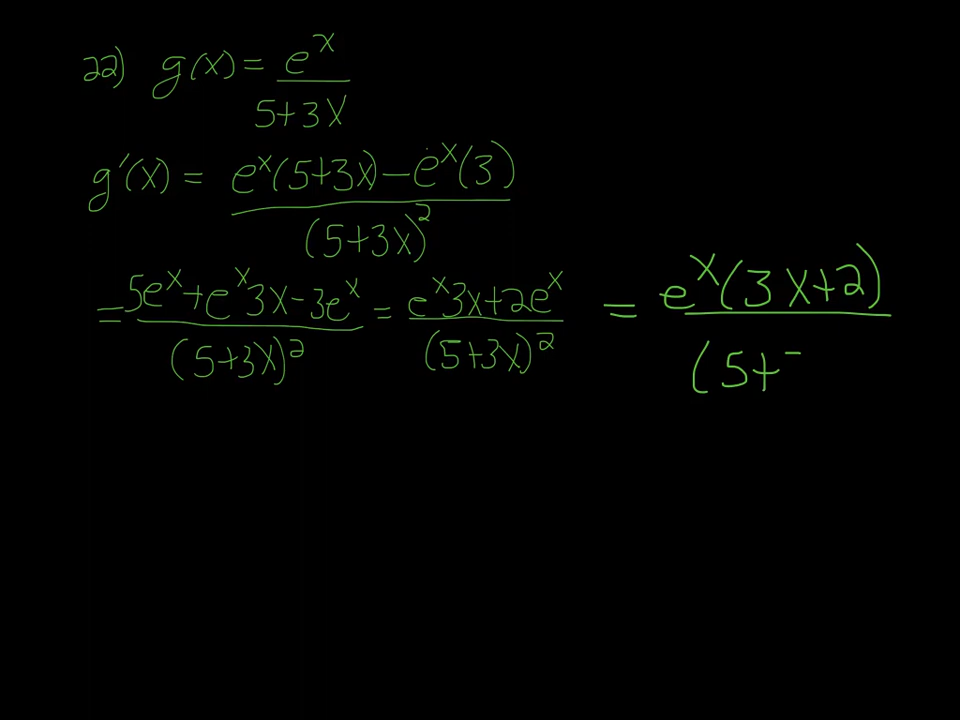 22) g(x) = e^x / 5+3x
g'(x) = e^x(5+3x) - e^x(3) / (5+3x)^2
= 5e^x + e^x 3x - 3e^x / (5+3x)^2 = e^x 3x + 2e^x / (5+3x)^2 = e^x(3x+2) / (5+